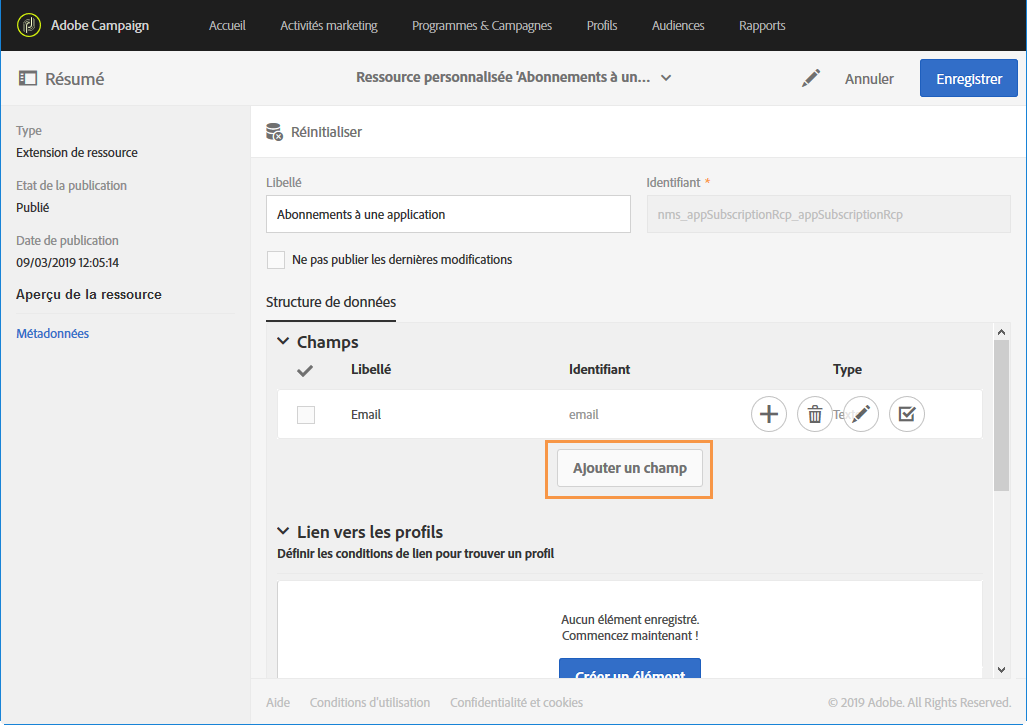 Adobe Campaign Accueil Activités marketing Programmes & Campagnes Profils Audiences Rapports
Résumé
Ressource personnalisée 'Abonnements à un...
Annuler
Enregistrer
Type
Extension de ressource
Etat de la publication
Publié
Date de publication
09/03/2019 12:05:14
Aperçu de la ressource
Métadonnées
Réinitialiser
Libellé
Identifiant *
Abonnements à une application
nms_appSubscriptionRcp_appSubscriptionRcp
Ne pas publier les dernières modifications
Structure de données
Champs
Libellé Identifiant Type
Email email
Ajouter un champ
Lien vers les profils
Définir les conditions de lien pour trouver un profil
Aucun élément enregistré.
Commencez maintenant !
Créer un élément
Aide Conditions d'utilisation Confidentialité et cookies © 2019 Adobe. All Rights Reserved.